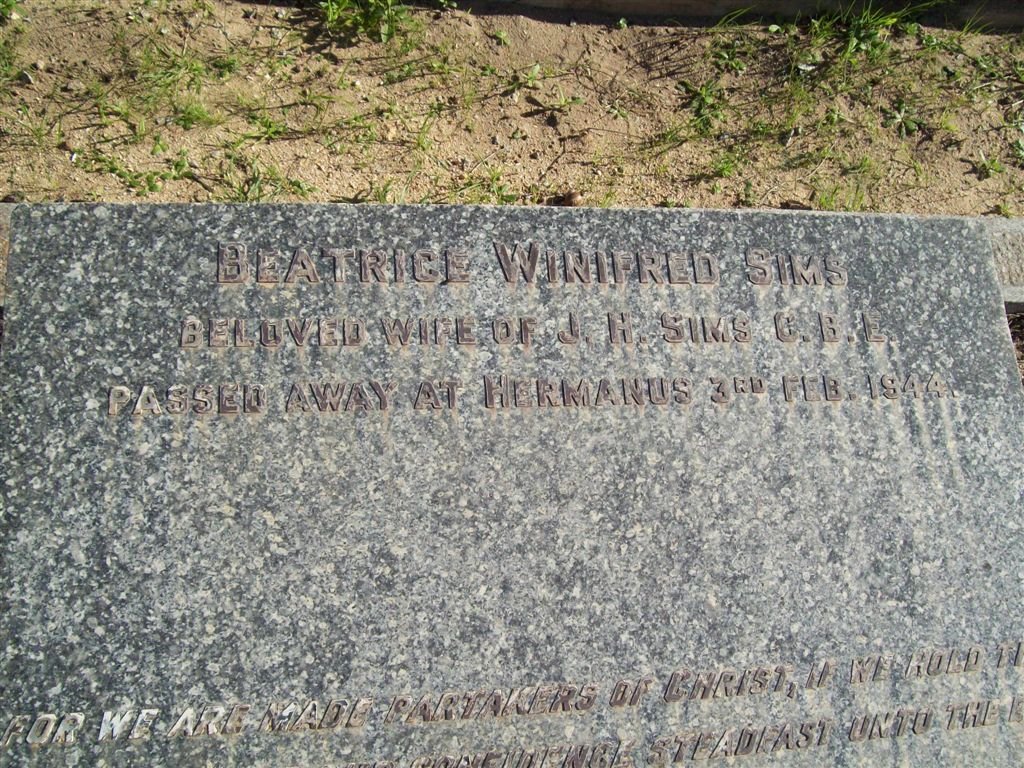 BEATRICE WINIFRED SIMS
BELOVED WIFE OF J. H. SIMS C. B. E.
PASSED AWAY AT HERMANUS 3RD FEB. 1944.
FOR WE ARE MADE PARTAKERS OF CHRIST, IF WE HOLD
CONFIDENCE STEADFAST UNTO THE